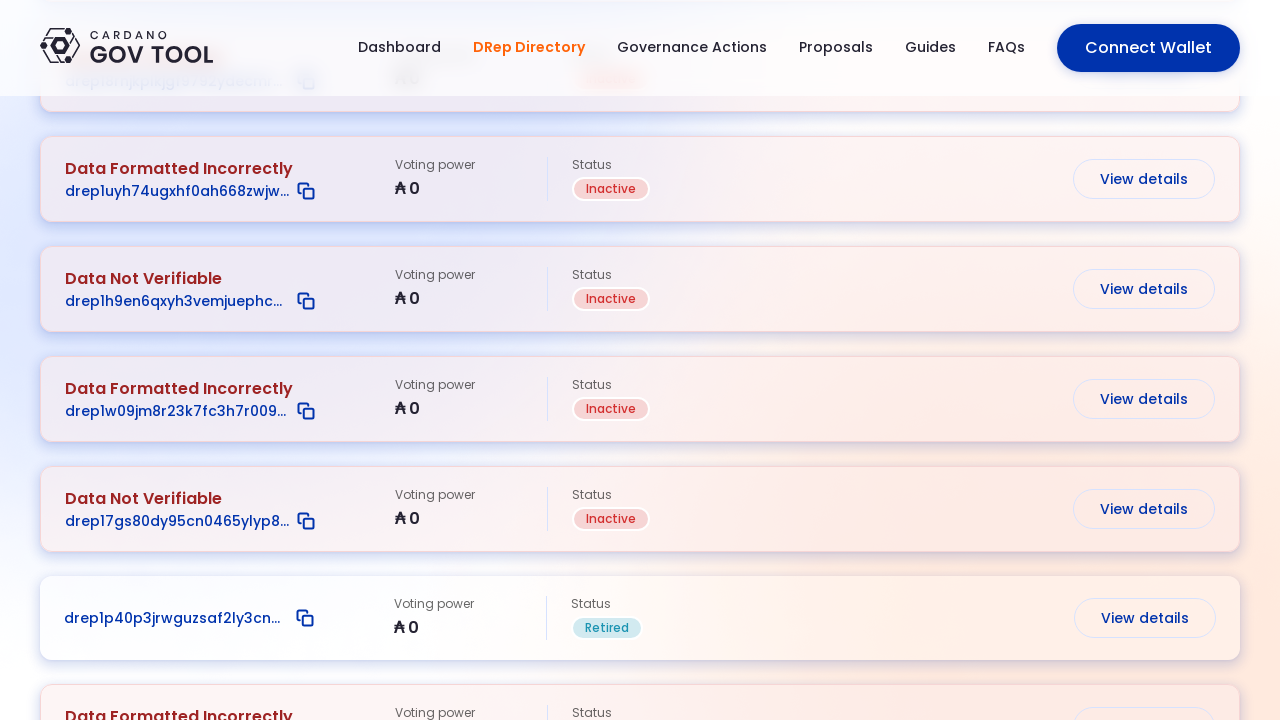 CARDANO
GOV TOOL
Dashboard
DRep Directory
Governance Actions
Proposals
Guides
FAQs
Connect Wallet
Data Formatted Incorrectly
drep1uyh74ugxhf0ah668zwjw...
Voting power
₳ 0
Status
Inactive
View details
Data Not Verifiable
drep1h9en6qxyh3vemjuephc...
Voting power
₳ 0
Status
Inactive
View details
Data Formatted Incorrectly
drep1w09jm8r23k7fc3h7r009...
Voting power
₳ 0
Status
Inactive
View details
Data Not Verifiable
drep17gs80dy95cn0465ylyp8...
Voting power
₳ 0
Status
Inactive
View details
drep1p40p3jrwguzsaf2ly3cn...
Voting power
₳ 0
Status
Retired
View details
Data Formatted Incorrectly
Voting power
Status